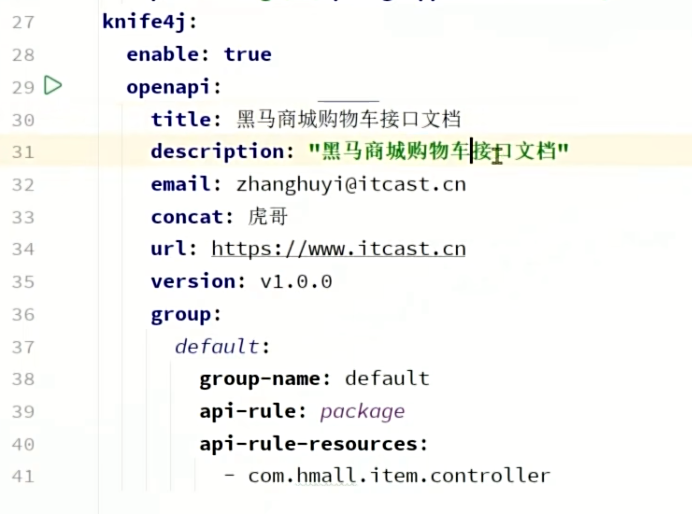 27 knife4j:
28 enable: true
29 openapi:
30 title: 黑马商城购物车接口文档
31 description: "黑马商城购物车接口文档"
32 email: zhanghuyi@itcast.cn
33 concat: 虎哥
34 url: https://www.itcast.cn
35 version: v1.0.0
36 group:
37 default:
38 group-name: default
39 api-rule: package
40 api-rule-resources:
41 - com.hmall.item.controller